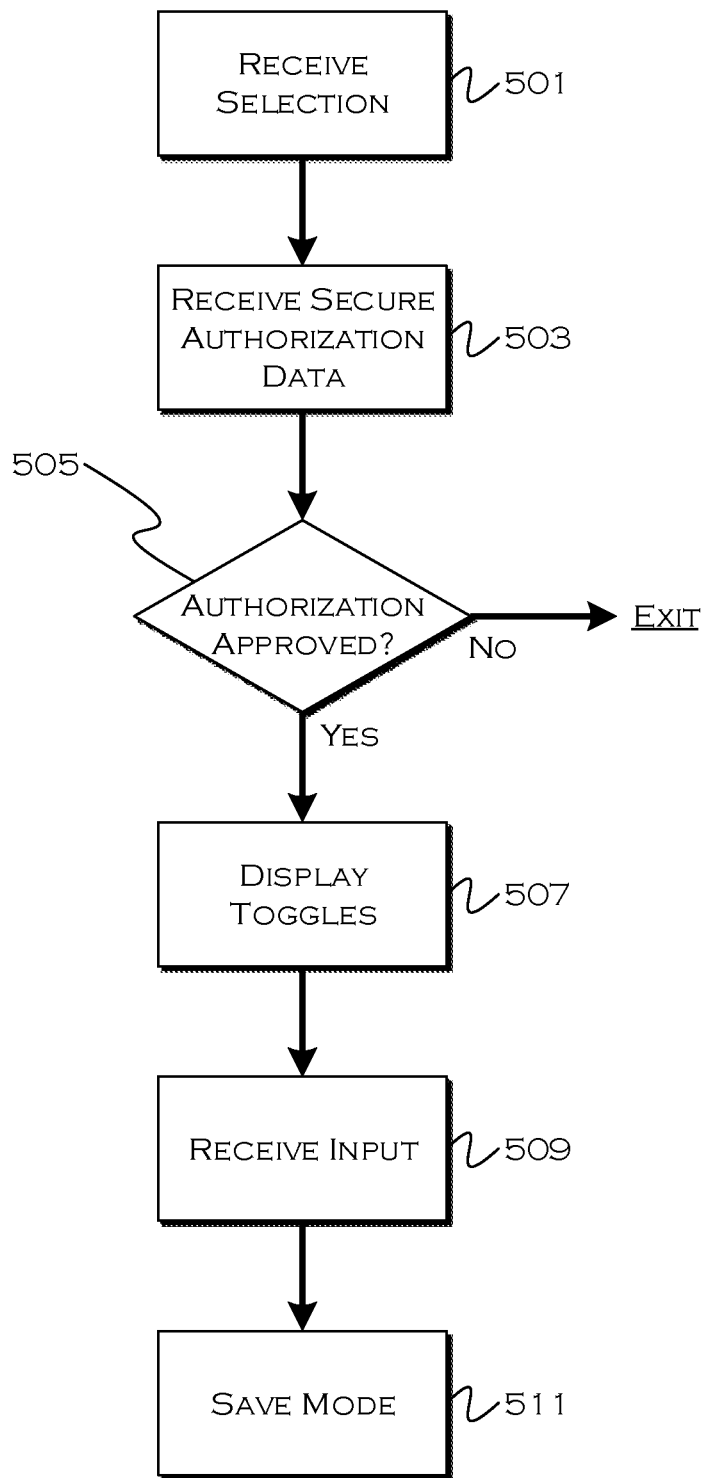 RECEIVE
SELECTION
501
RECEIVE SECURE
AUTHORIZATION
DATA
503
505
AUTHORIZATION
APPROVED?
NO
EXIT
YES
DISPLAY
TOGGLES
507
RECEIVE INPUT
509
SAVE MODE
511